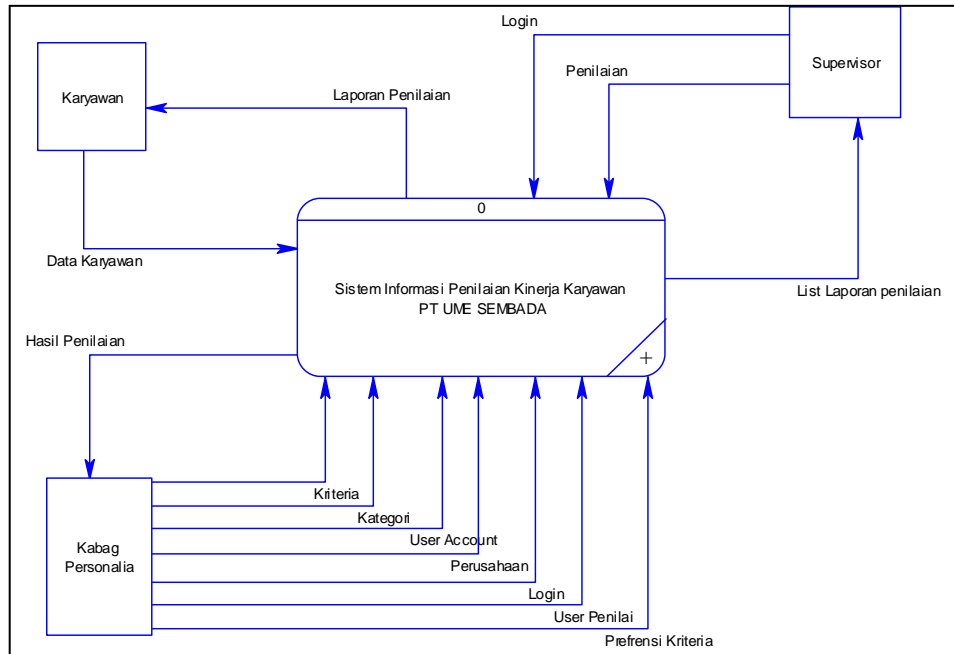 Login
Supervisor
Penilaian
Karyawan
Laporan Penilaian
0
Data Karyawan
Sistem Informasi Penilaian Kinerja Karyawan
PT UME SEMBADA
List Laporan penilaian
Hasil Penilaian
+
Kriteria
Kategori
Kabag
Personalia
User Account
Perusahaan
Login
User Penilai
Prefrensi Kriteria